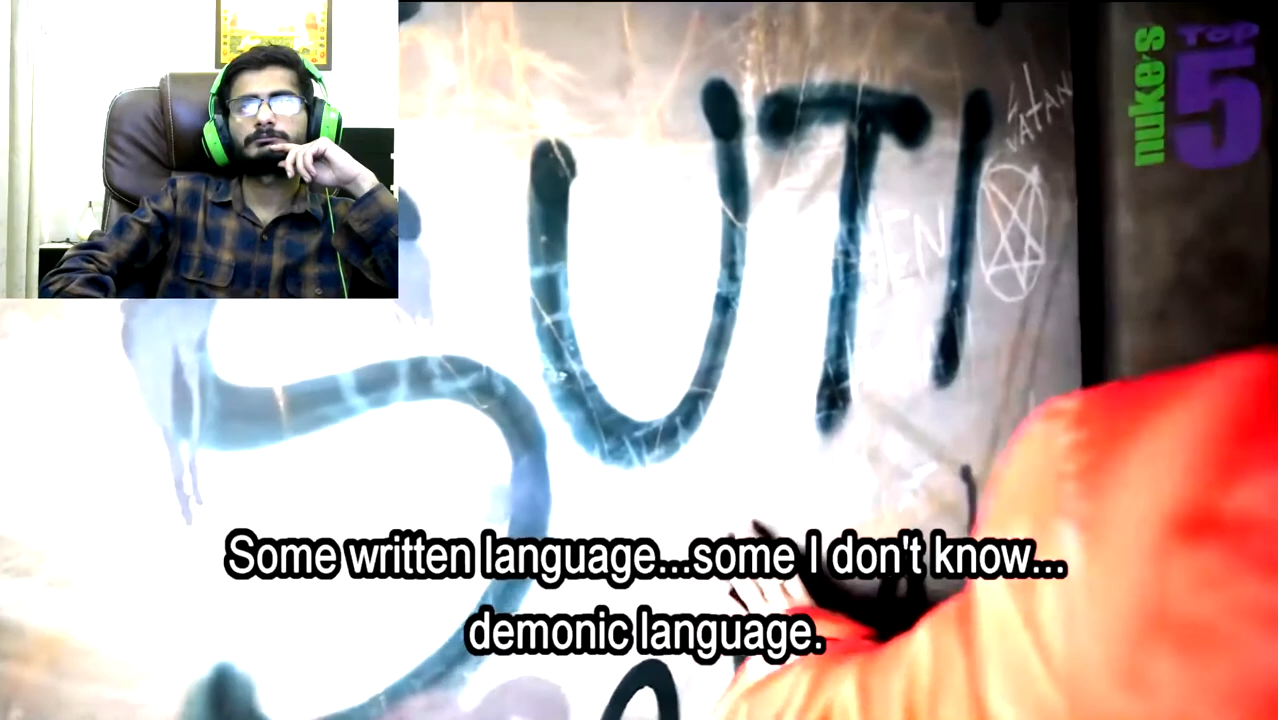 TOP
nuke's 5
SUTI
SATAN
Some written language...some I don't know...
demonic language.